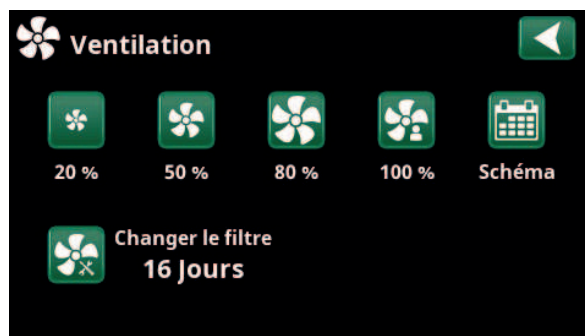 Ventilation
20 % 50 % 80 % 100 % Schéma
Changer le filtre
16 Jours